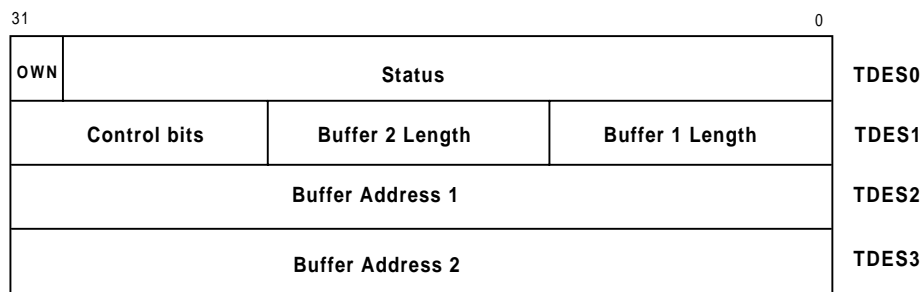 31 0
OWN Status TDES0
Control bits Buffer 2 Length Buffer 1 Length TDES1
Buffer Address 1 TDES2
Buffer Address 2 TDES3